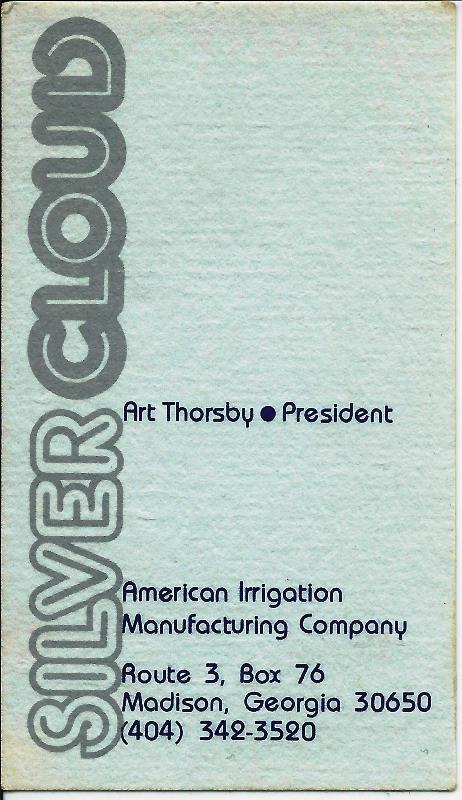 SILVER CLOUD
Art Thorsby ● President
American Irrigation
Manufacturing Company
Route 3, Box 76
Madison, Georgia 30650
(404) 342-3520